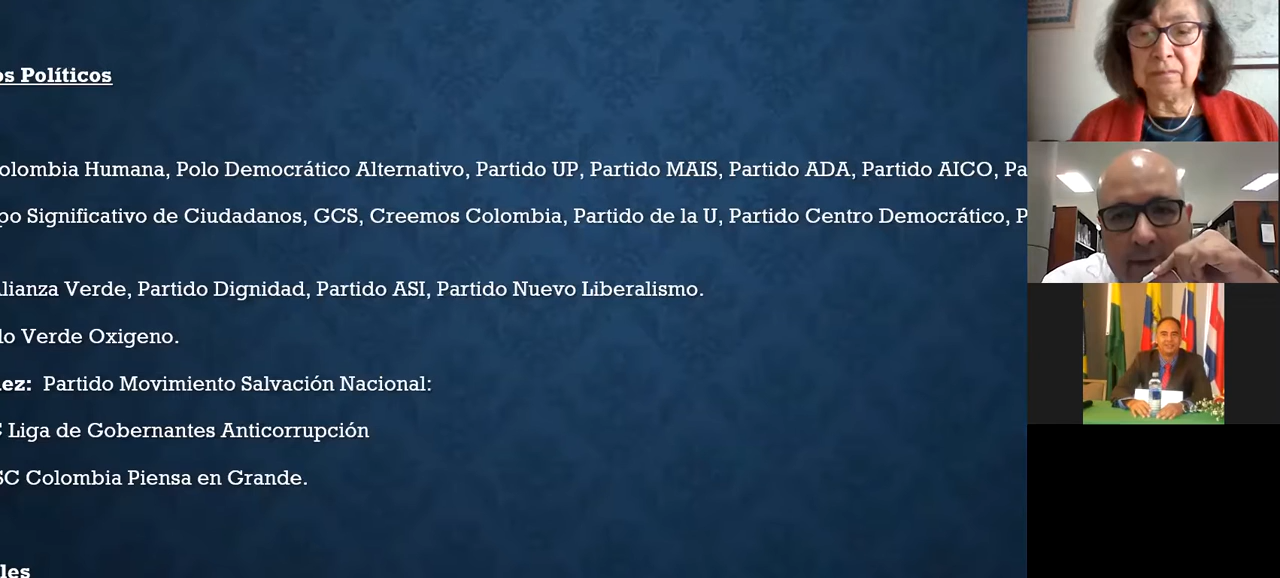 os Políticos
olombia Humana, Polo Democrático Alternativo, Partido UP, Partido MAIS, Partido ADA, Partido AICO, Pa
po Significativo de Ciudadanos, GCS, Creemos Colombia, Partido de la U, Partido Centro Democrático, P
lianza Verde, Partido Dignidad, Partido ASI, Partido Nuevo Liberalismo.
do Verde Oxigeno.
ez: Partido Movimiento Salvación Nacional:
C Liga de Gobernantes Anticorrupción
SC Colombia Piensa en Grande.
les